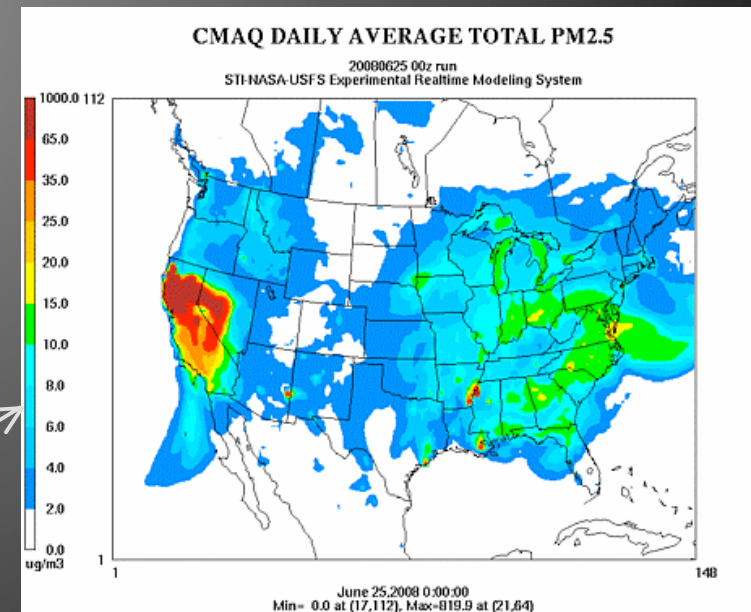 CMAQ DAILY AVERAGE TOTAL PM2.5
20080625 00z run
STI-NASA-USFS Experimental Realtime Modeling System
1000.0
65.0
35.0
25.0
20.0
15.0
10.0
8.0
6.0
4.0
2.0
0.0
ug/m3
112
1
1
148
June 25,2008 0:00:00
Min= 0.0 at (17,112), Max=819.9 at (21,64)